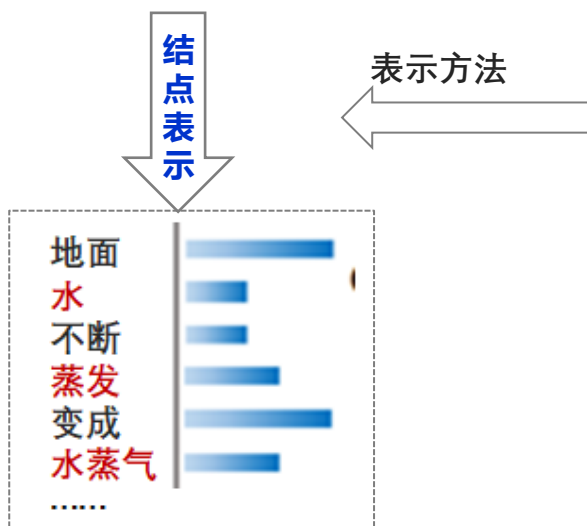 结点表示
表示方法
地面
水
不断
蒸发
变成
水蒸气
……